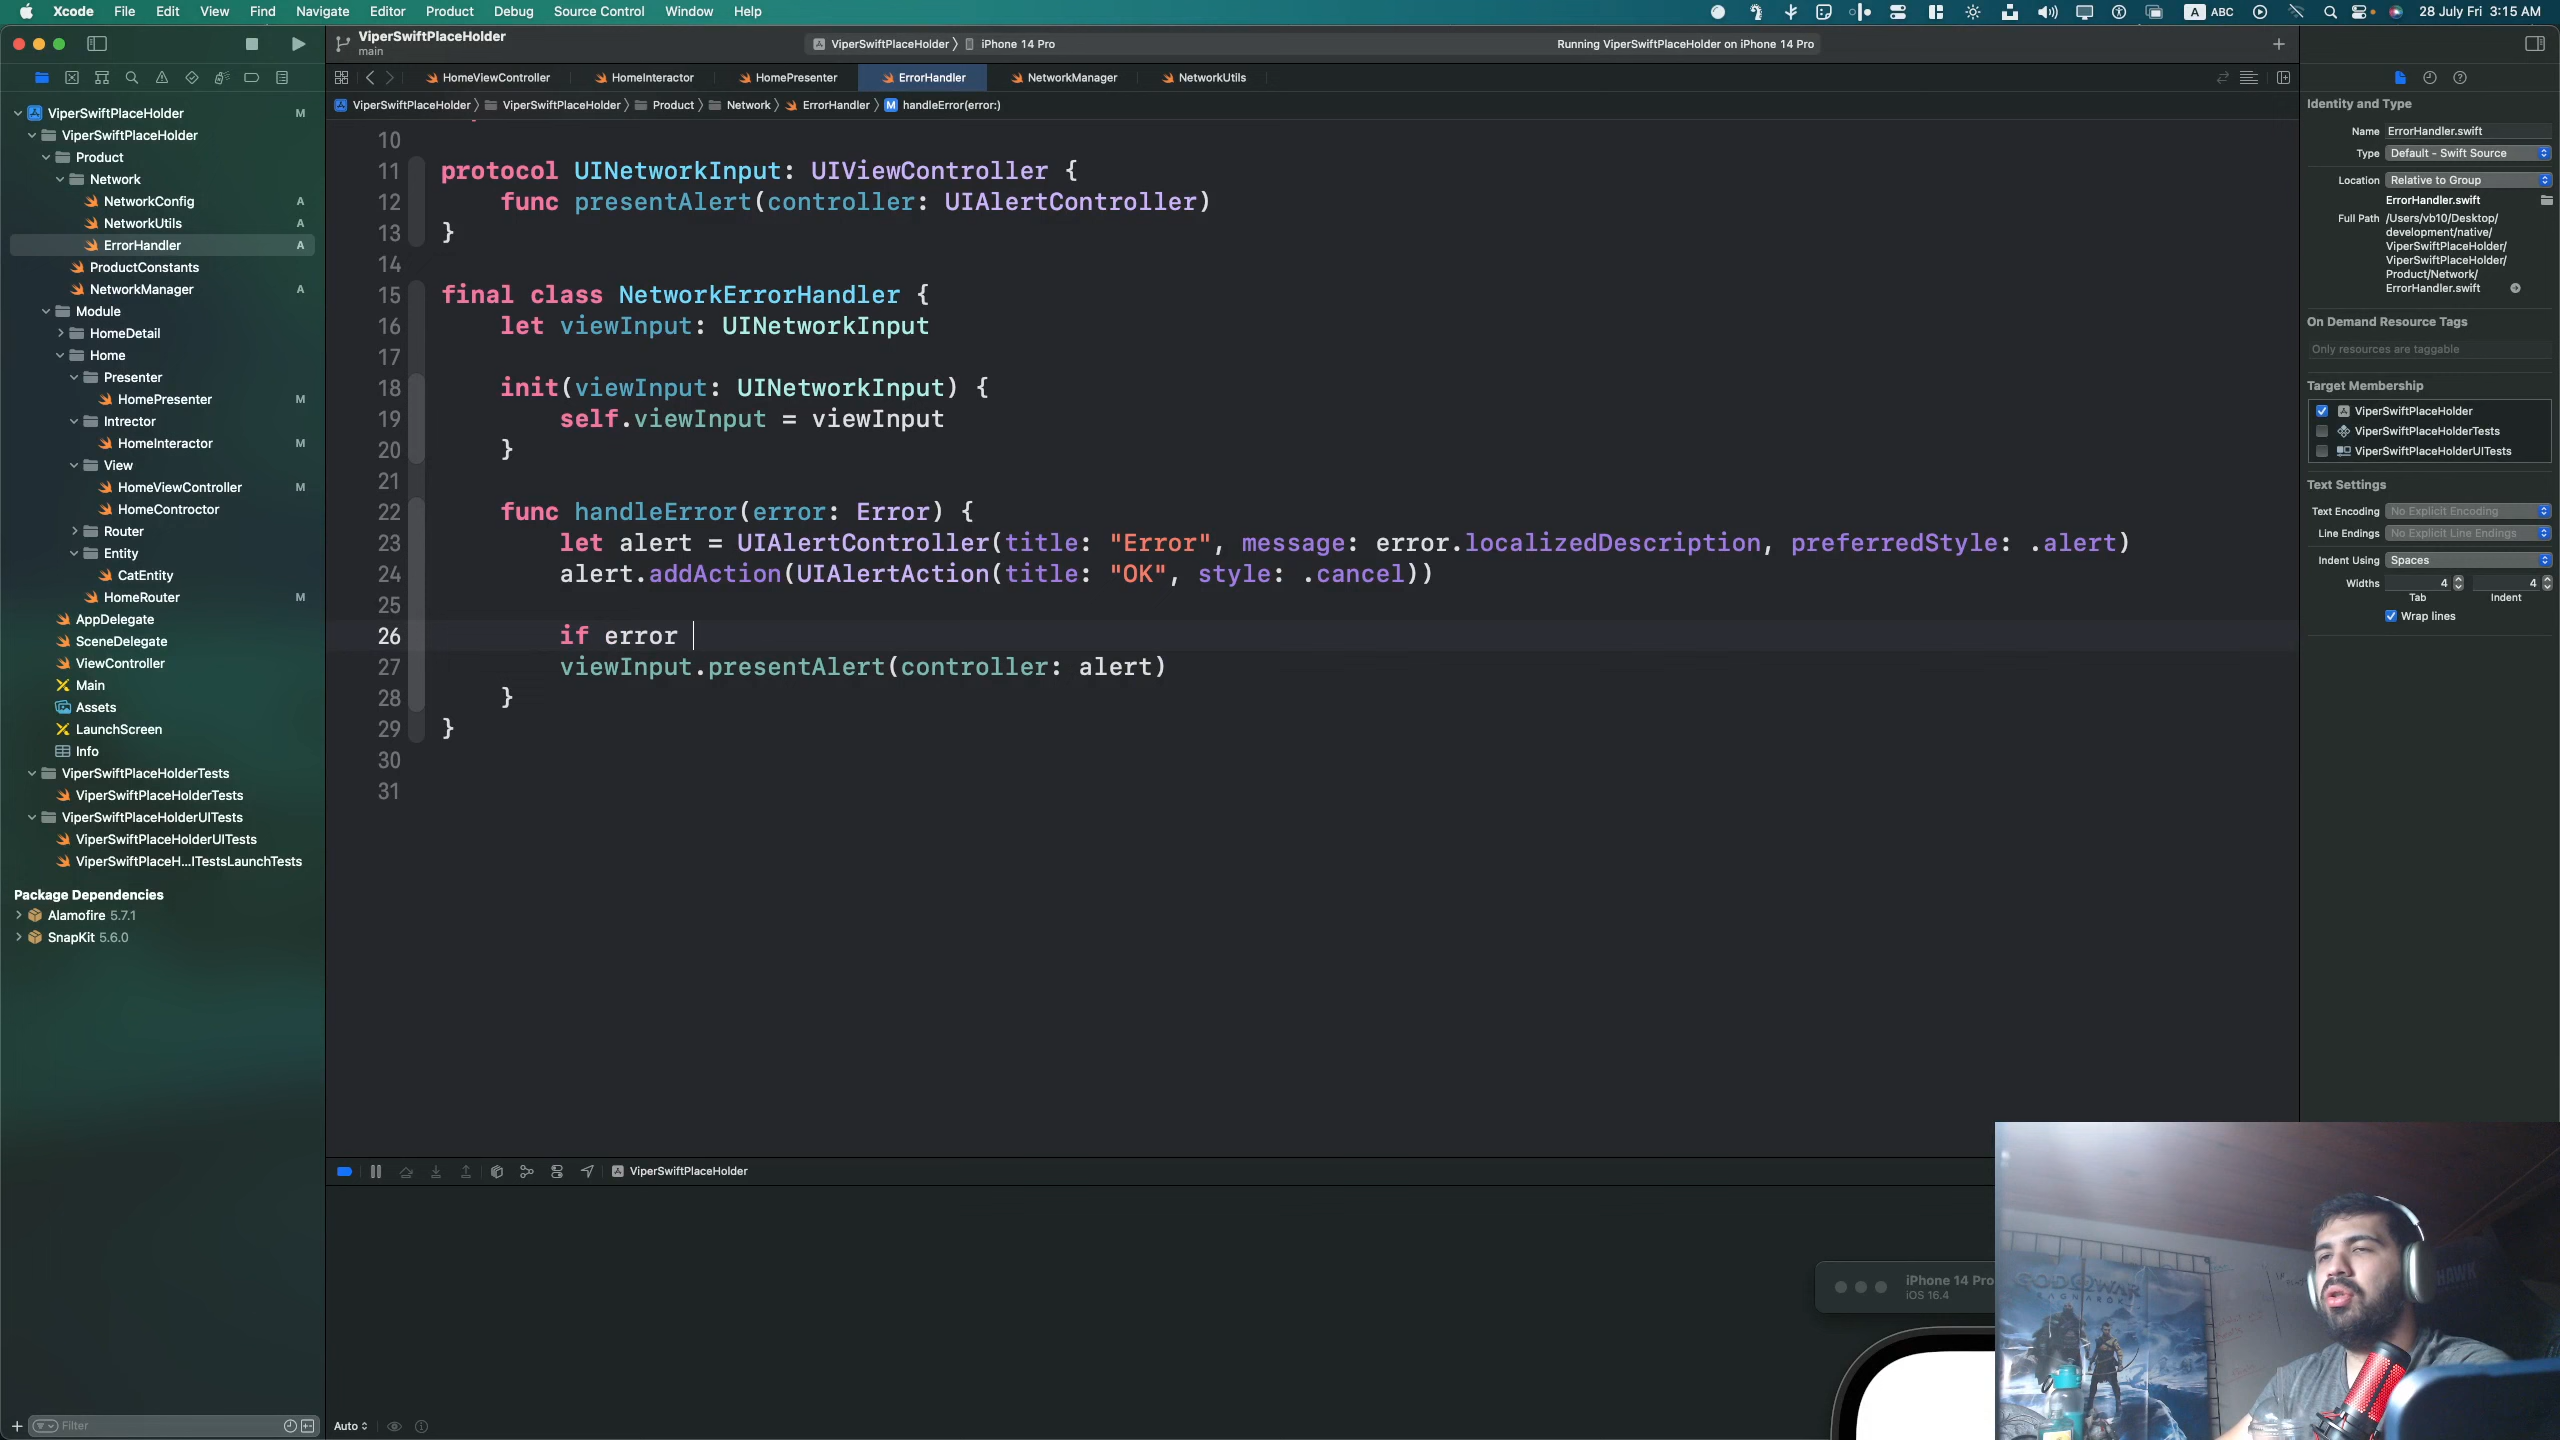 Xcode File Edit View Find Navigate Editor Product Debug Source Control Window Help
A ABC 28 July Fri 3:15 AM
ViperSwiftPlaceHolder
main
ViperSwiftPlaceHolder iPhone 14 Pro
Running ViperSwiftPlaceHolder on iPhone 14 Pro
HomeViewController HomeInteractor HomePresenter ErrorHandler NetworkManager NetworkUtils
ViperSwiftPlaceHolder ViperSwiftPlaceHolder Product Network ErrorHandler M handleError(error:)
ViperSwiftPlaceHolder M
ViperSwiftPlaceHolder
Product
Network
NetworkConfig A
NetworkUtils A
ErrorHandler A
ProductConstants
NetworkManager A
Module
HomeDetail
Home
Presenter
HomePresenter M
Intrector
HomeInteractor M
View
HomeViewController M
HomeControctor
Router
Entity
CatEntity
HomeRouter M
AppDelegate
SceneDelegate
ViewController
Main
Assets
LaunchScreen
Info
ViperSwiftPlaceHolderTests
ViperSwiftPlaceHolderTests
ViperSwiftPlaceHolderUITests
ViperSwiftPlaceHolderUITests
ViperSwiftPlaceH...ITestsLaunchTests
Package Dependencies
Alamofire 5.7.1
SnapKit 5.6.0
Filter
10
11 protocol UINetworkInput: UIViewController {
12 func presentAlert(controller: UIAlertController)
13 }
14
15 final class NetworkErrorHandler {
16 let viewInput: UINetworkInput
17
18 init(viewInput: UINetworkInput) {
19 self.viewInput = viewInput
20 }
21
22 func handleError(error: Error) {
23 let alert = UIAlertController(title: "Error", message: error.localizedDescription, preferredStyle: .alert)
24 alert.addAction(UIAlertAction(title: "OK", style: .cancel))
25
26 if error
27 viewInput.presentAlert(controller: alert)
28 }
29 }
30
31
ViperSwiftPlaceHolder
Auto
iPhone 14 Pro
iOS 16.4
Identity and Type
Name ErrorHandler.swift
Type Default - Swift Source
Location Relative to Group
ErrorHandler.swift
Full Path /Users/vb10/Desktop/
development/native/
ViperSwiftPlaceHolder/
ViperSwiftPlaceHolder/
Product/Network/
ErrorHandler.swift
On Demand Resource Tags
Only resources are taggable
Target Membership
ViperSwiftPlaceHolder
ViperSwiftPlaceHolderTests
ViperSwiftPlaceHolderUITests
Text Settings
Text Encoding No Explicit Encoding
Line Endings No Explicit Line Endings
Indent Using Spaces
Widths 4 4
Tab Indent
Wrap lines
GOD OF WAR
RAGNARÖK